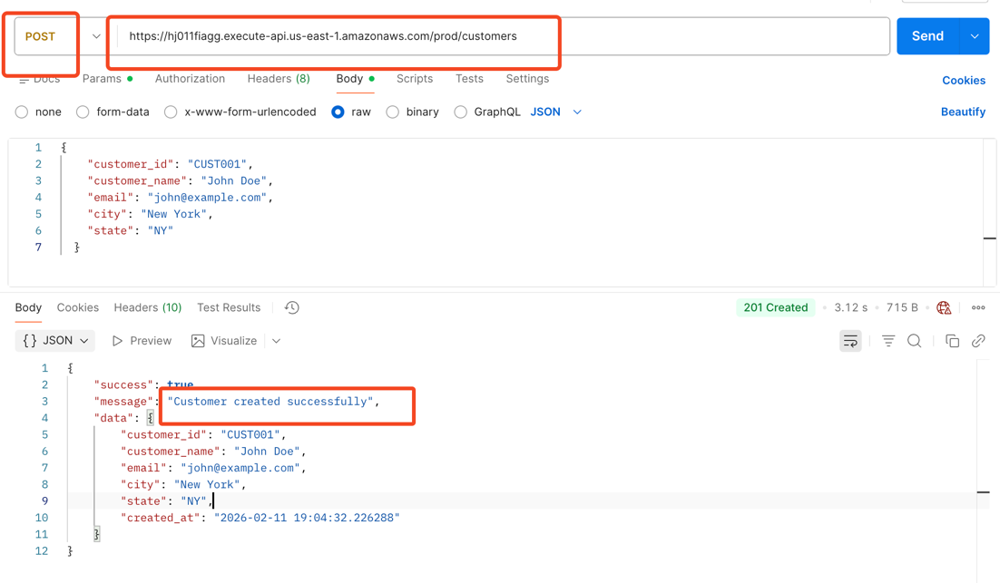 POST https://hj011fiagg.execute-api.us-east-1.amazonaws.com/prod/customers Send
Docs Params Authorization Headers (8) Body Scripts Tests Settings Cookies
none form-data x-www-form-urlencoded raw binary GraphQL JSON Beautify
1 {
2 "customer_id": "CUST001",
3 "customer_name": "John Doe",
4 "email": "john@example.com",
5 "city": "New York",
6 "state": "NY"
7 }
Body Cookies Headers (10) Test Results 201 Created • 3.12 s • 715 B
{} JSON Preview Visualize
1 {
2 "success": true,
3 "message": "Customer created successfully",
4 "data": {
5 "customer_id": "CUST001",
6 "customer_name": "John Doe",
7 "email": "john@example.com",
8 "city": "New York",
9 "state": "NY",
10 "created_at": "2026-02-11 19:04:32.226288"
11 }
12 }